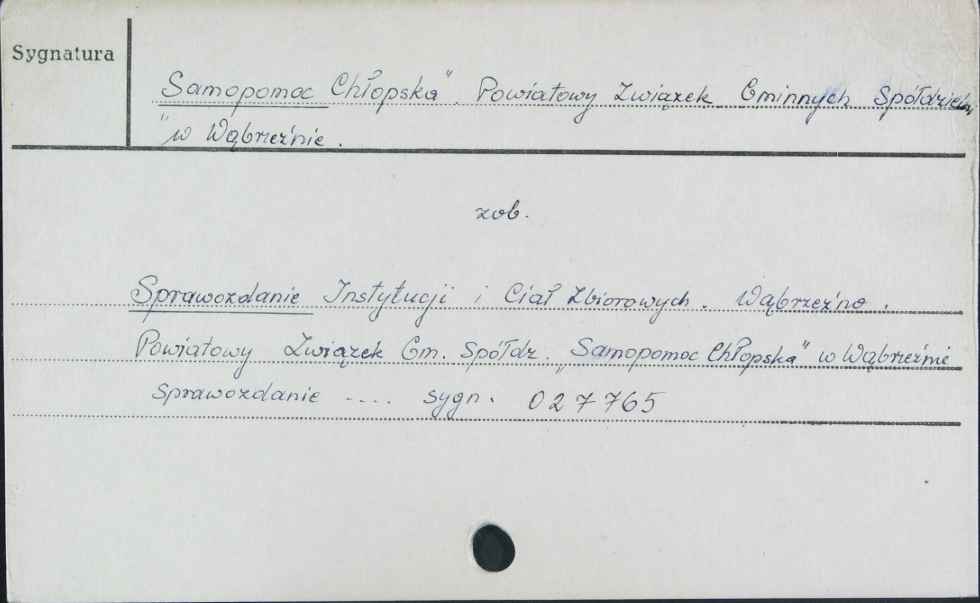 Sygnatura
Samopomoc Chłopska". Powiatowy Związek Gminnych Spółdzielni
"w Wąbrzeźnie.
zob.
Sprawozdanie Instytucji i Ciał Zbiorowych. Wąbrzeźno.
Powiatowy Związek Gm. Spółdz. „Samopomoc Chłopska" w Wąbrzeźnie
Sprawozdanie .... sygn. 027765